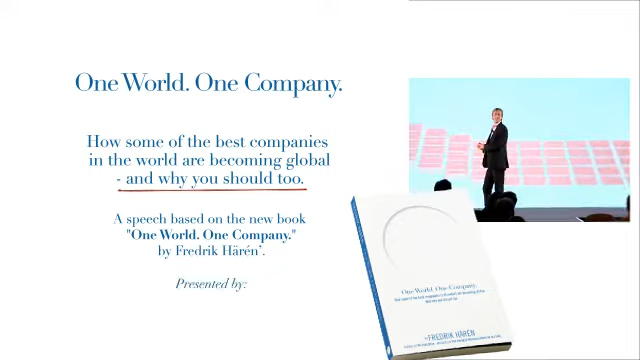 One World. One Company.
How some of the best companies
in the world are becoming global
- and why you should too.
A speech based on the new book
"One World. One Company."
by Fredrik Härén'.
Presented by:
One World. One Company.
by FREDRIK HÄRÉN